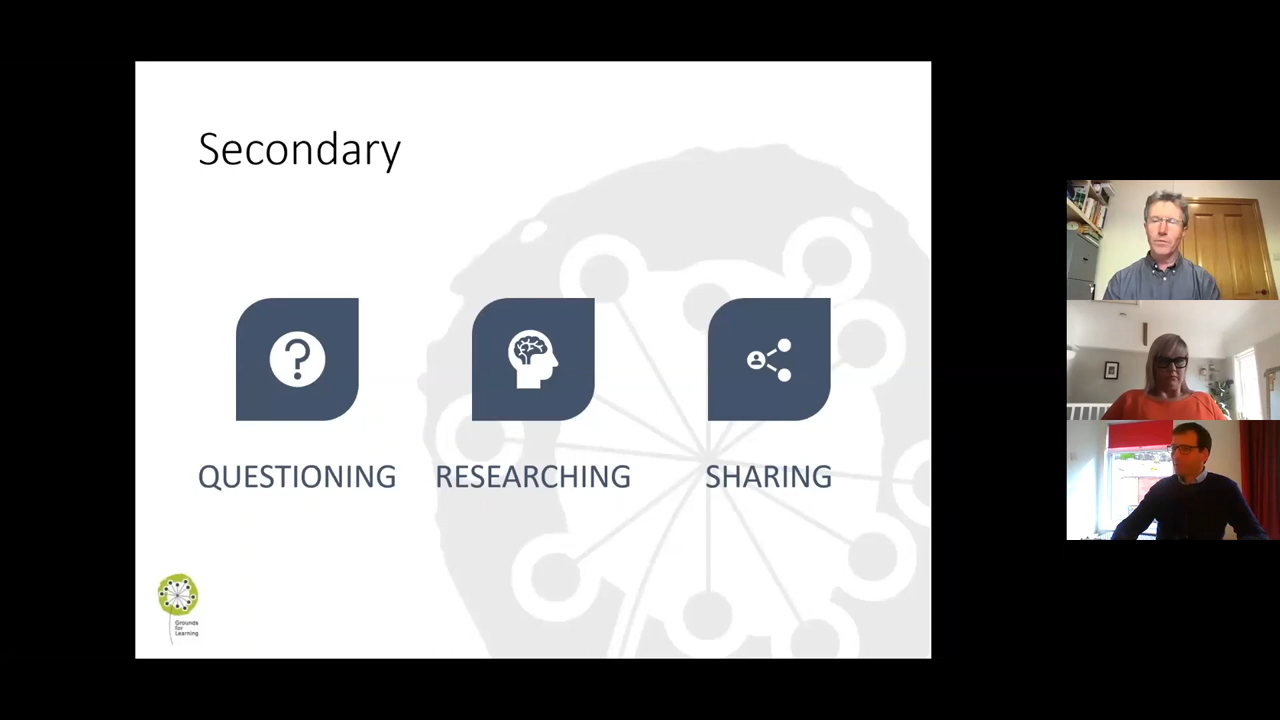 Secondary
QUESTIONING
RESEARCHING
SHARING
Grounds
for
Learning